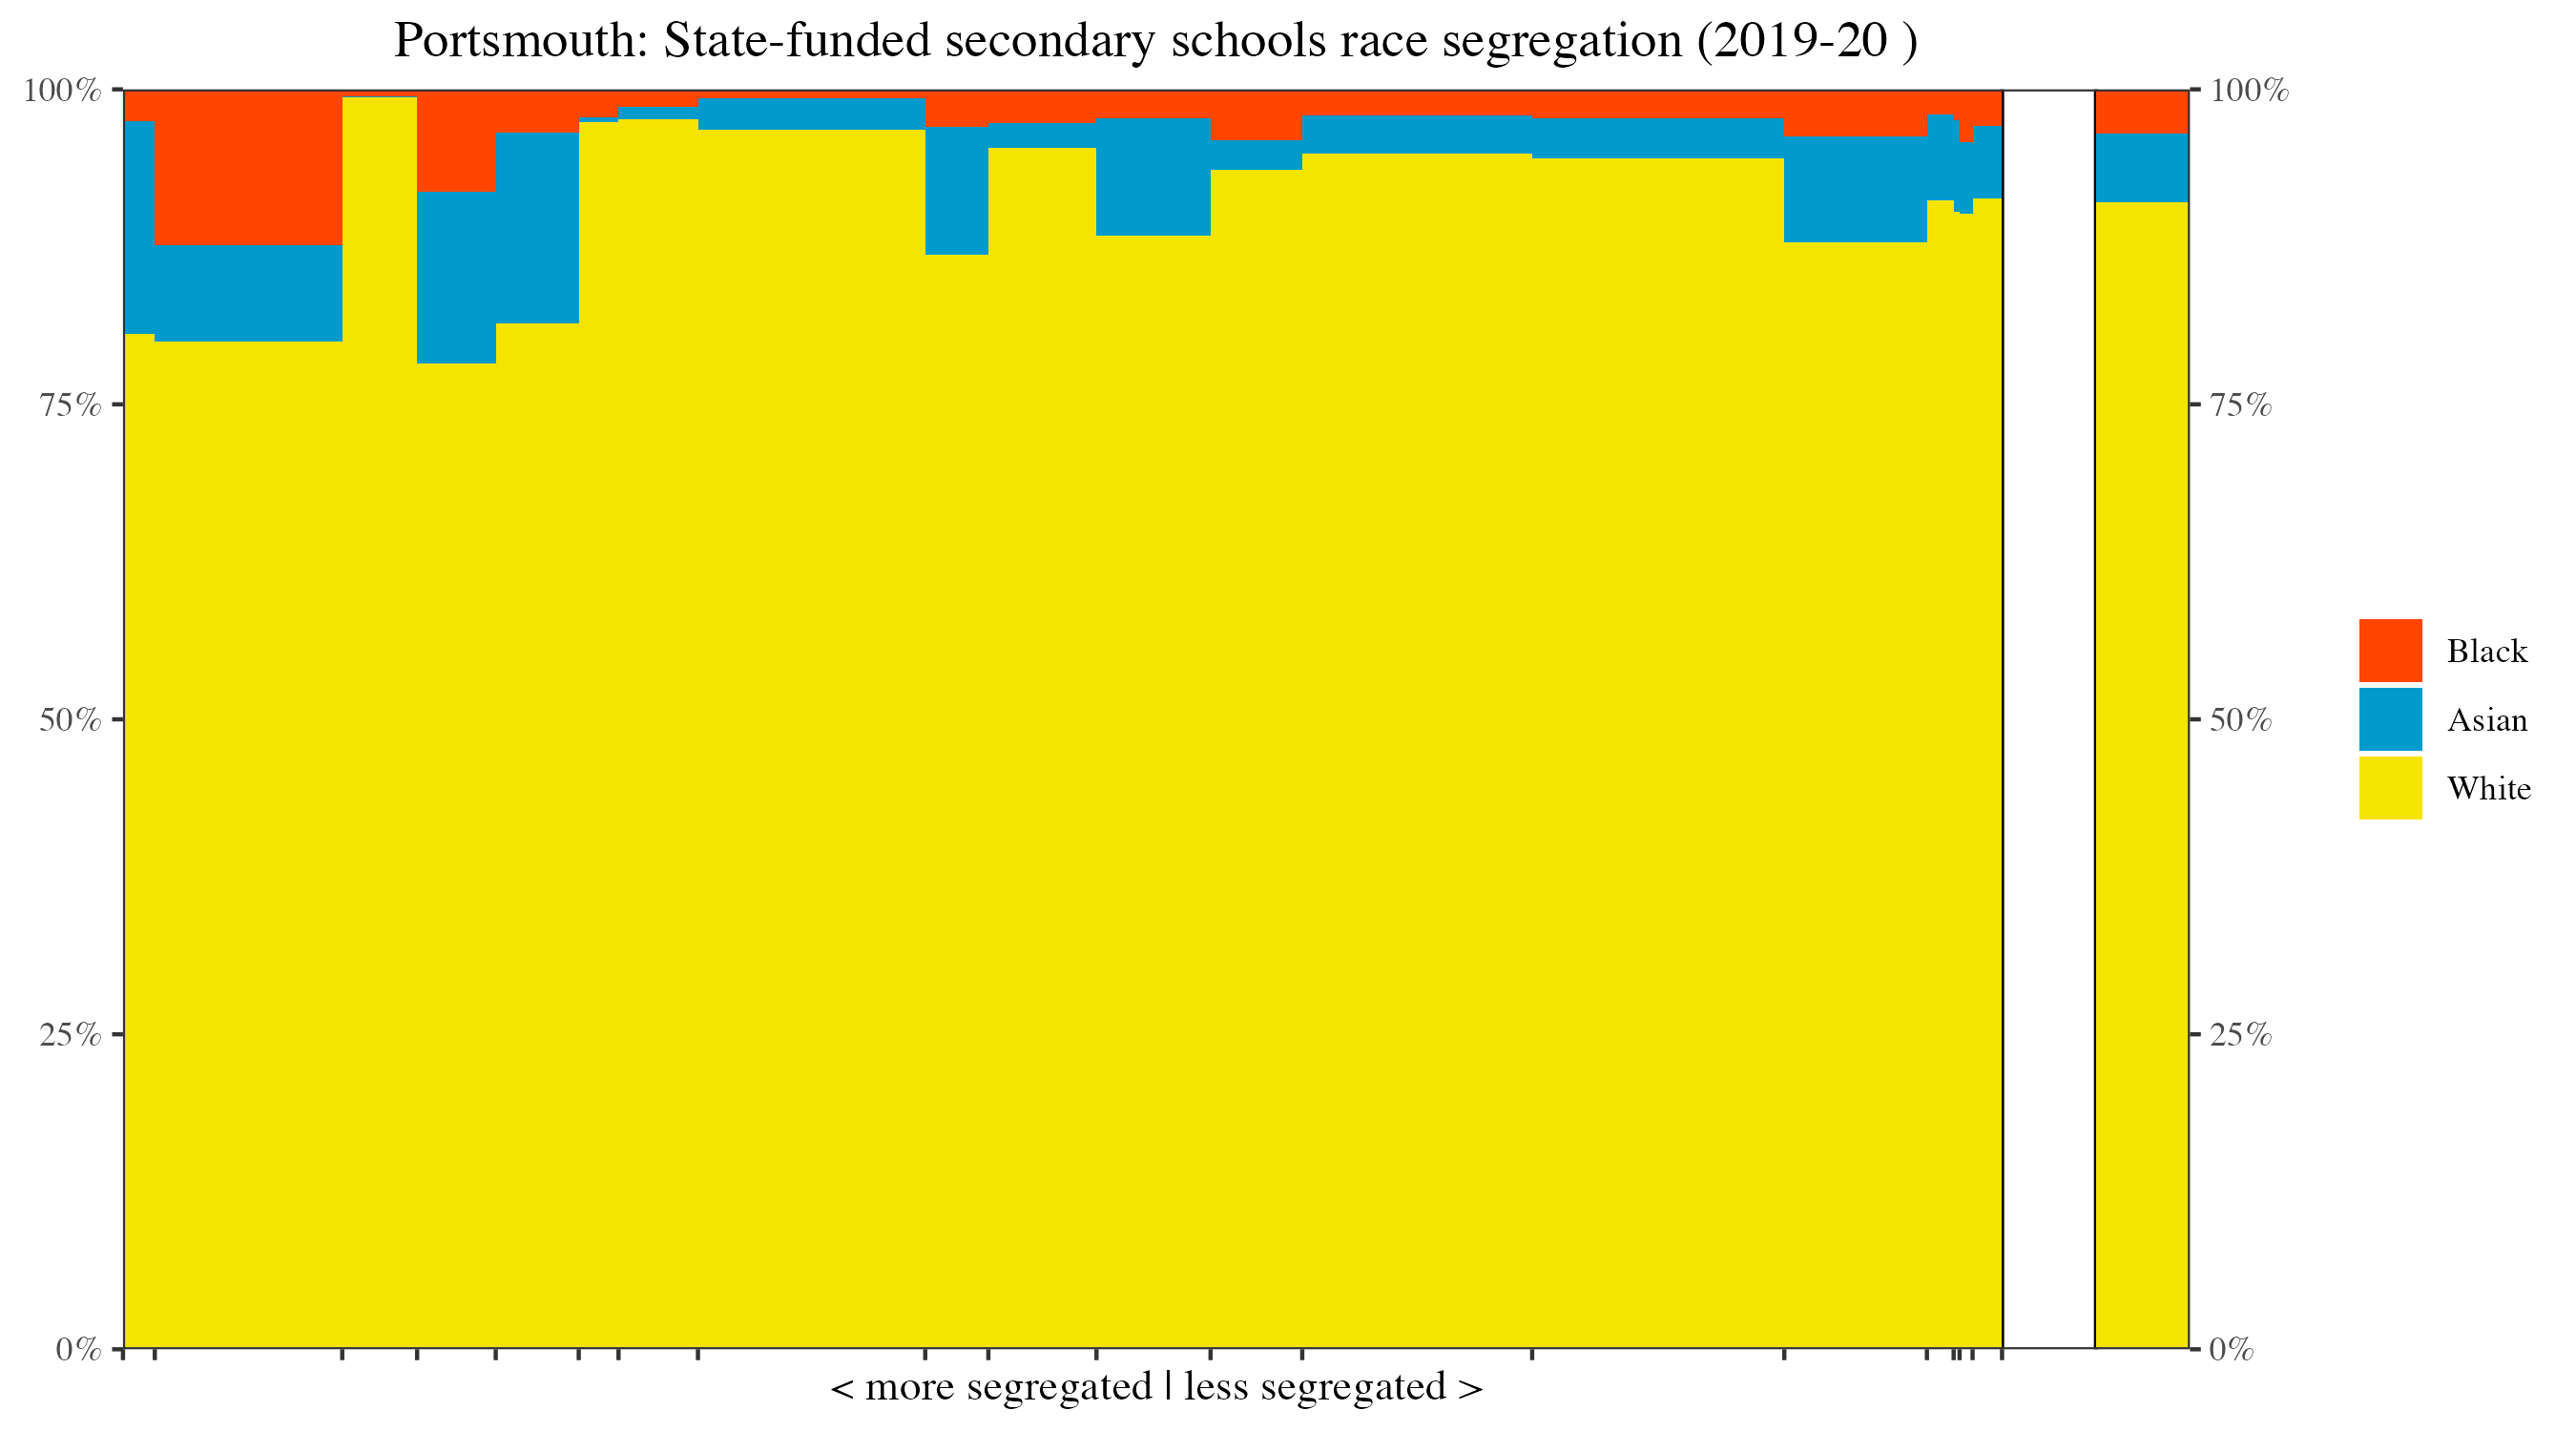 Portsmouth: State-funded secondary schools race segregation (2019-20 )
100% 100%
75% 75%
Black
50% 50% Asian
White
25% 25%
0% 0%
< more segregated | less segregated >